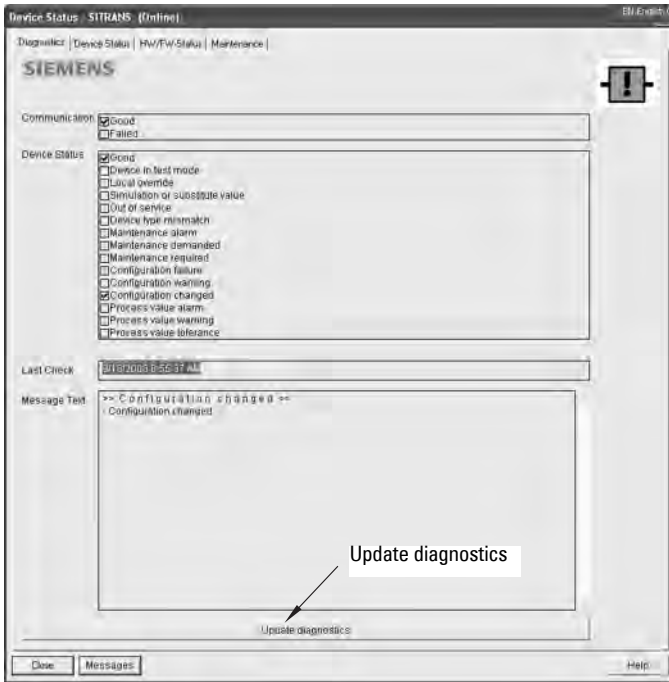 Device Status SITRANS (Online)
EN-English
Diagnostics | Device Status | HW/FW-Status | Maintenance |
SIEMENS
Communication
Good
Failed
Device Status
Good
Device in test mode
Local override
Simulation or substitute value
Out of service
Device type mismatch
Maintenance alarm
Maintenance demanded
Maintenance required
Configuration failure
Configuration warning
Configuration changed
Process value alarm
Process value warning
Process value tolerance
Last Check
Message Text
>> Configuration changed <<
- Configuration changed
Update diagnostics
Update diagnostics
Close
Messages
Help